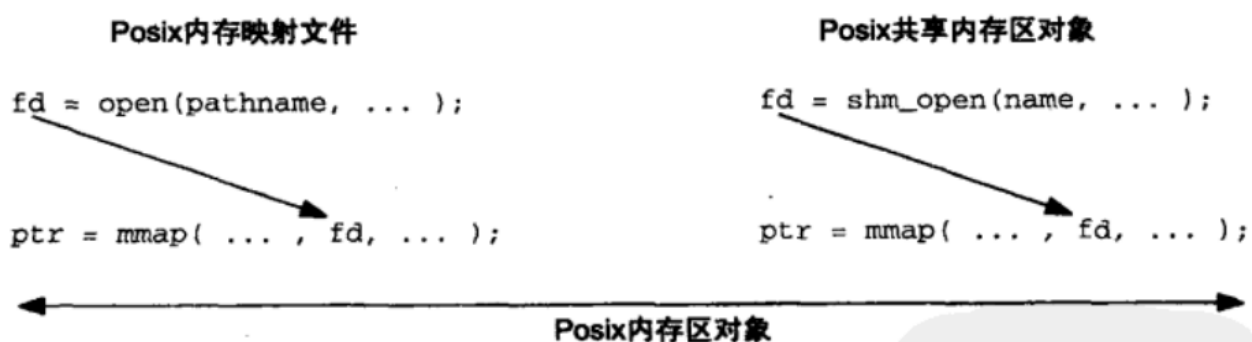 Posix内存映射文件 Posix共享内存区对象
fd = open(pathname, ... ); fd = shm_open(name, ... );
ptr = mmap( ... , fd, ... ); ptr = mmap( ... , fd, ... );
Posix内存区对象